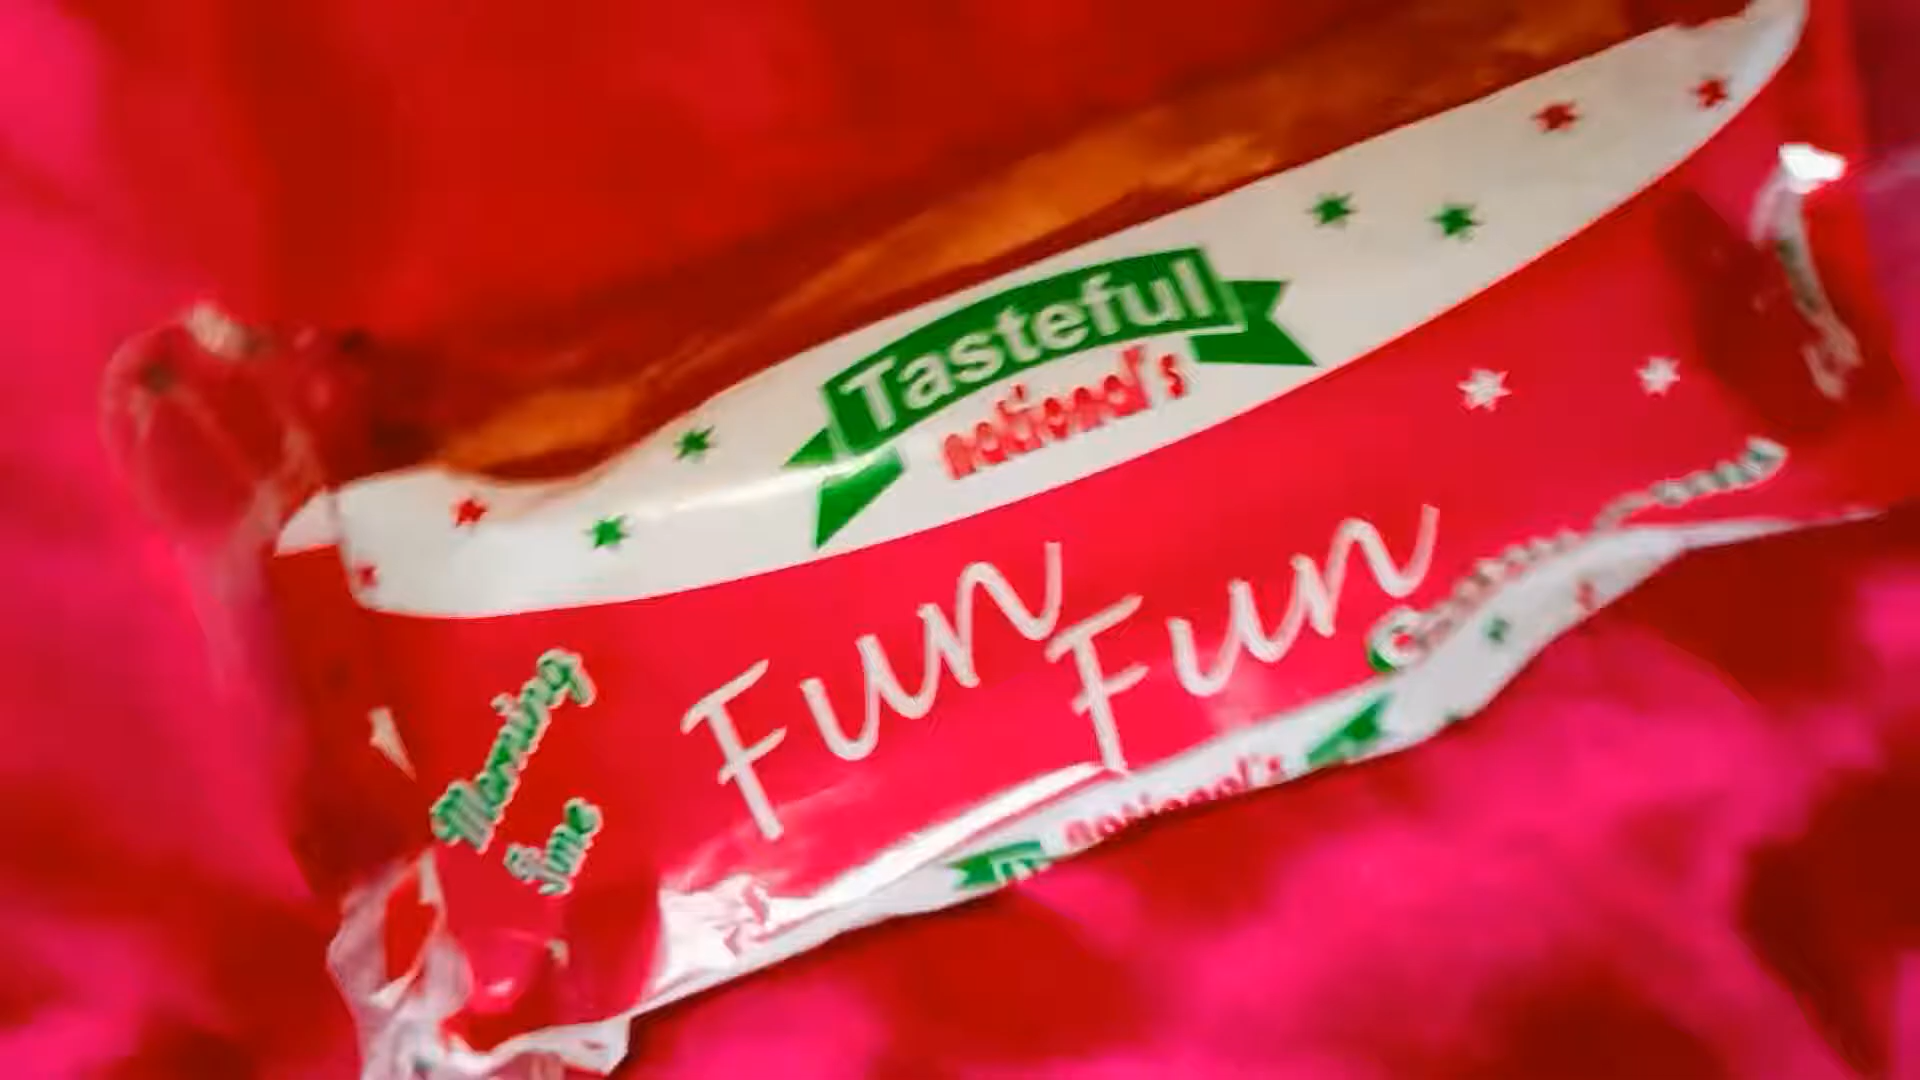 Tasteful
national's
Fun Fun
Morning
Time
national's